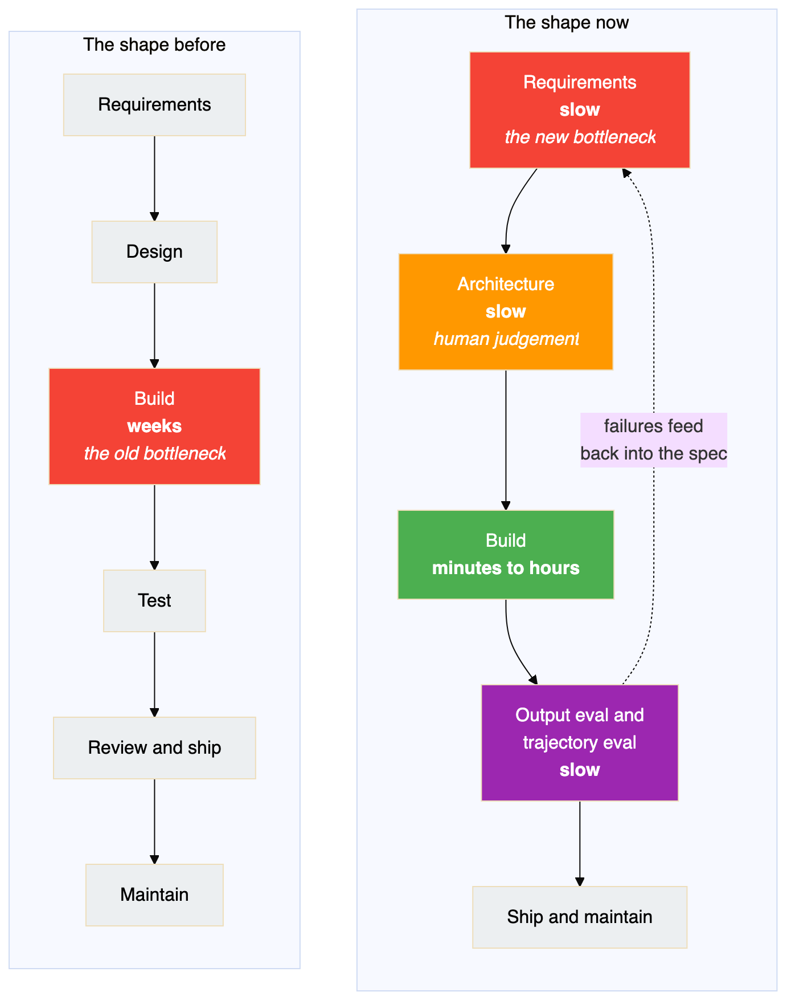 The shape before
Requirements
Design
Build
weeks
the old bottleneck
Test
Review and ship
Maintain
The shape now
Requirements
slow
the new bottleneck
Architecture
slow
human judgement
failures feed
back into the spec
Build
minutes to hours
Output eval and
trajectory eval
slow
Ship and maintain